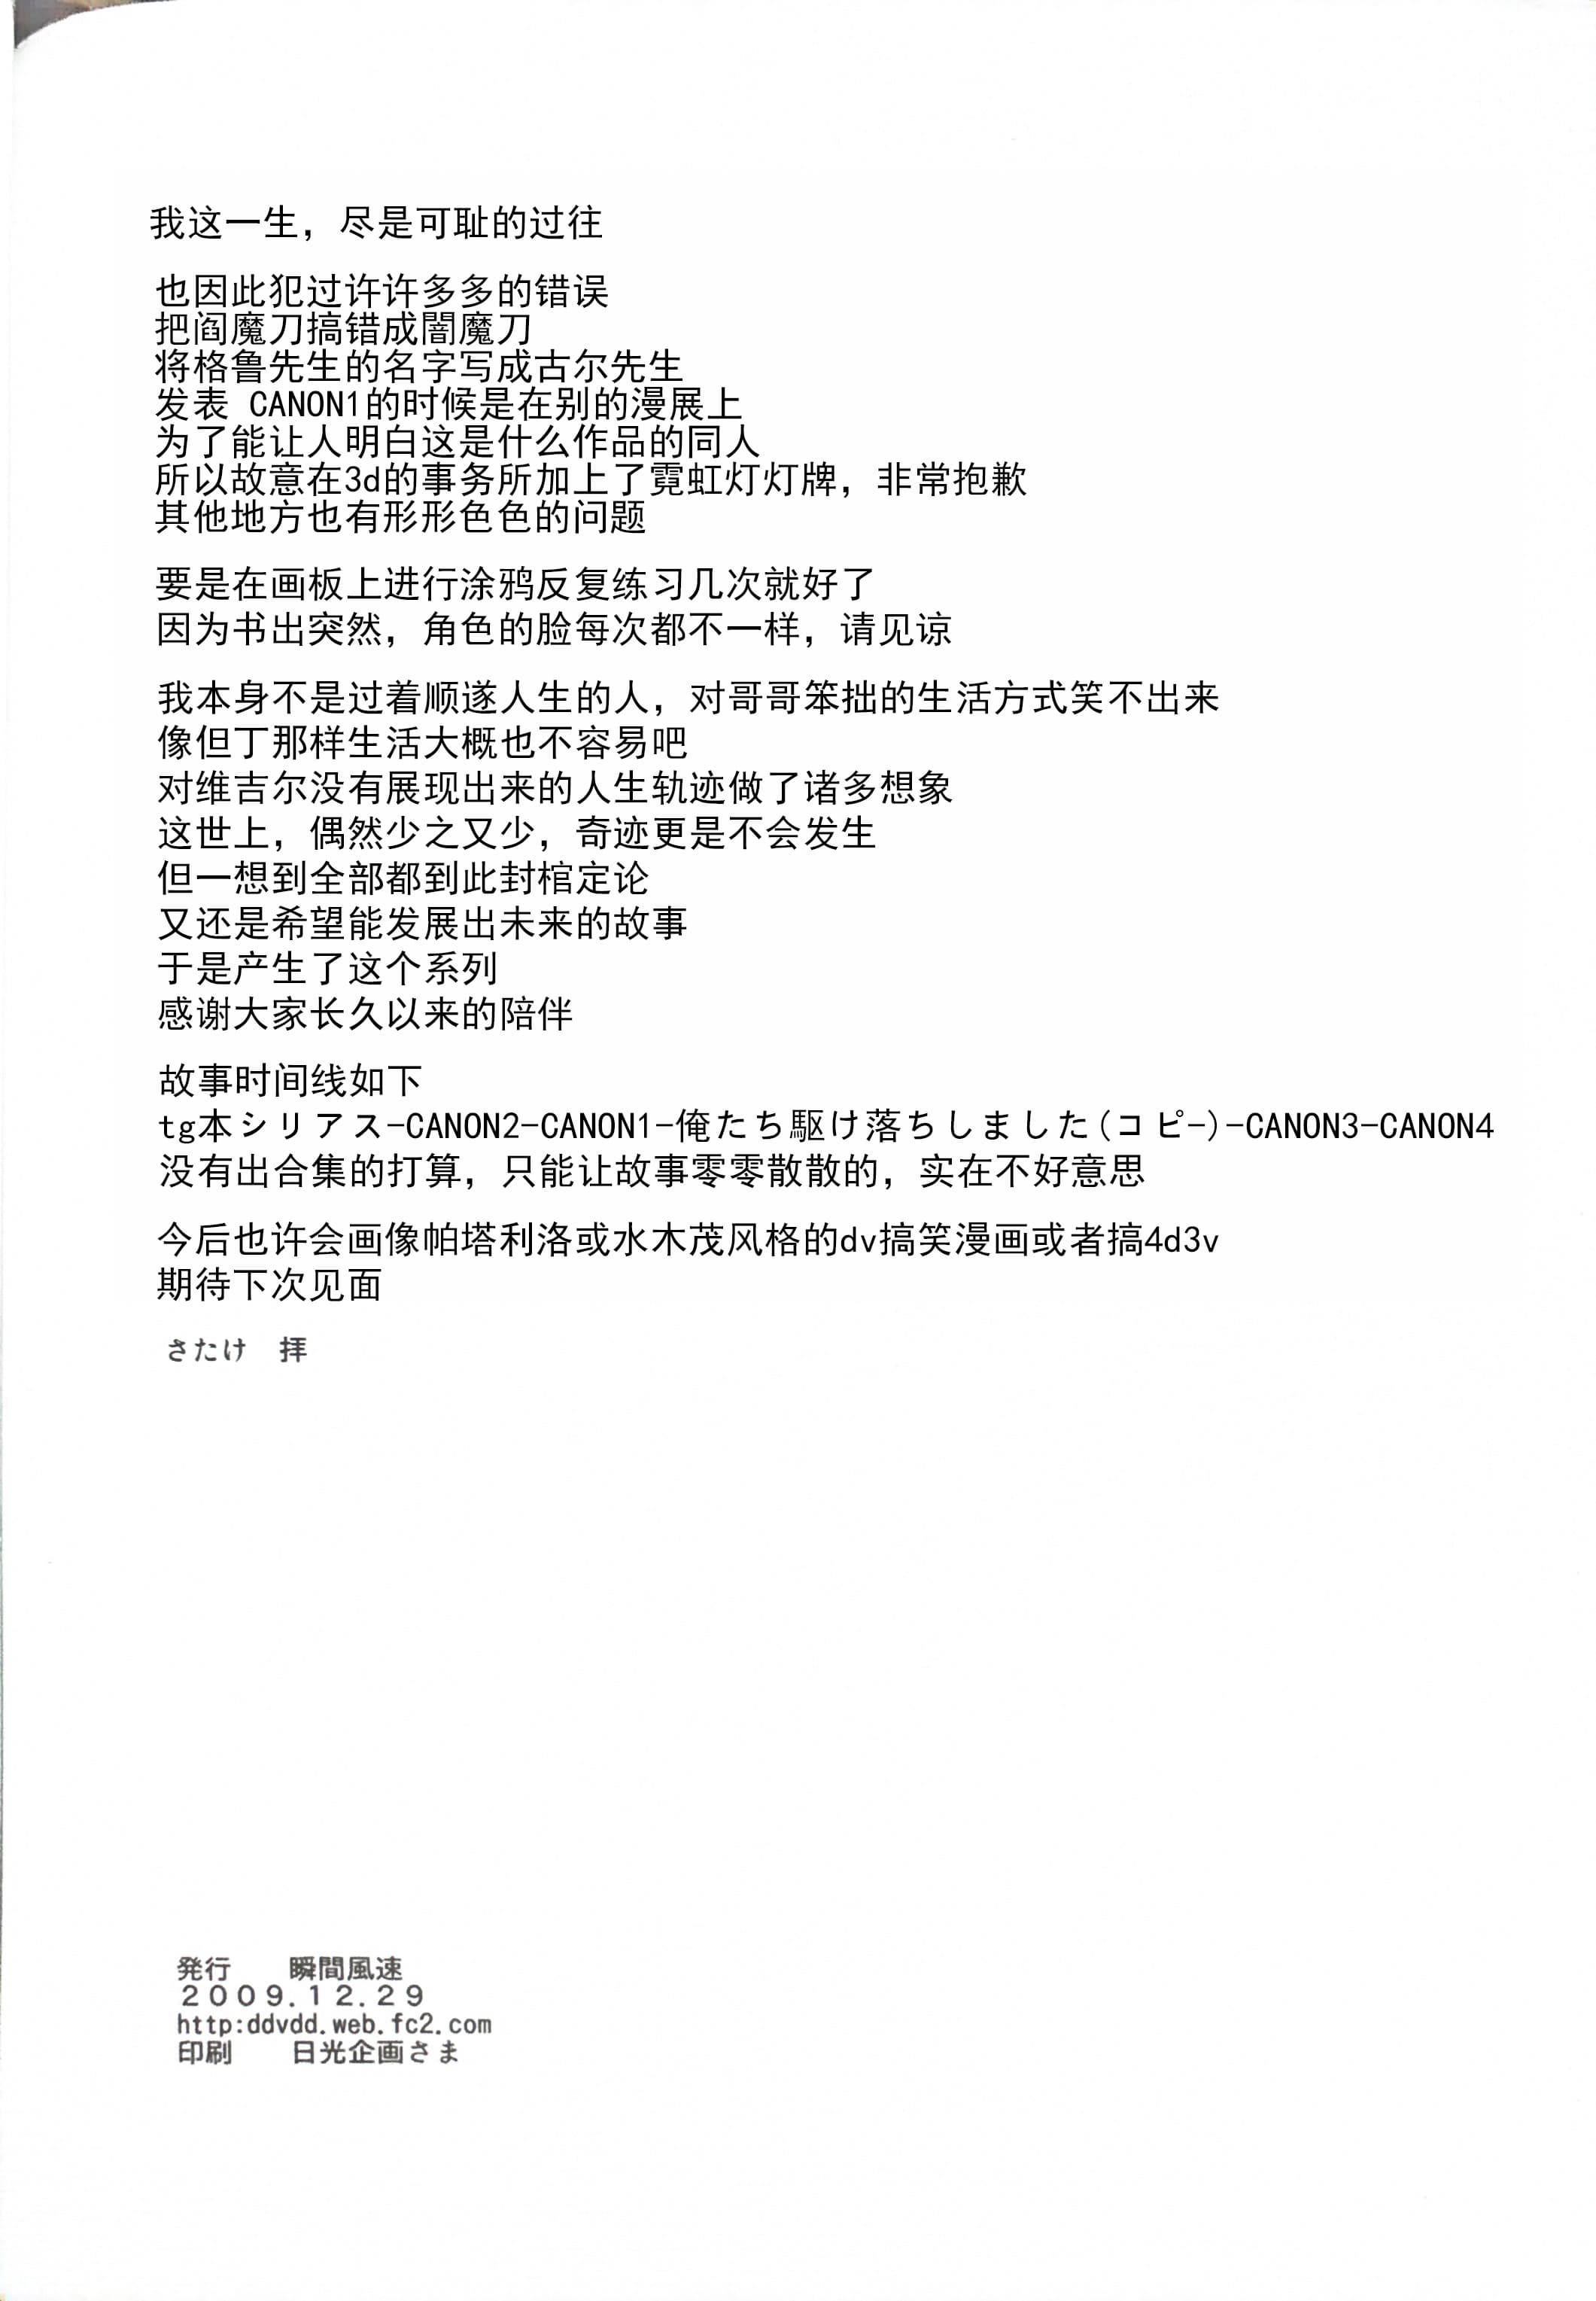 我这一生，尽是可耻的过往
也因此犯过许许多多的错误
把阎魔刀搞错成闇魔刀
将格鲁先生的名字写成古尔先生
发表 CANON1的时候是在别的漫展上
为了能让人明白这是什么作品的同人
所以故意在3d的事务所加上了霓虹灯灯牌，非常抱歉
其他地方也有形形色色的问题
要是在画板上进行涂鸦反复练习几次就好了
因为书出突然，角色的脸每次都不一样，请见谅
我本身不是过着顺遂人生的人，对哥哥笨拙的生活方式笑不出来
像但丁那样生活大概也不容易吧
对维吉尔没有展现出来的人生轨迹做了诸多想象
这世上，偶然少之又少，奇迹更是不会发生
但一想到全部都到此封棺定论
又还是希望能发展出未来的故事
于是产生了这个系列
感谢大家长久以来的陪伴
故事时间线如下
tg本シリアス-CANON2-CANON1-俺たち駆け落ちしました(コピ-)-CANON3-CANON4
没有出合集的打算，只能让故事零零散散的，实在不好意思
今后也许会画像帕塔利洛或水木茂风格的dv搞笑漫画或者搞4d3v
期待下次见面
さたけ　拝
発行　　瞬間風速
２００９.１２.２９
http:ddvdd.web.fc2.com
印刷　　日光企画さま